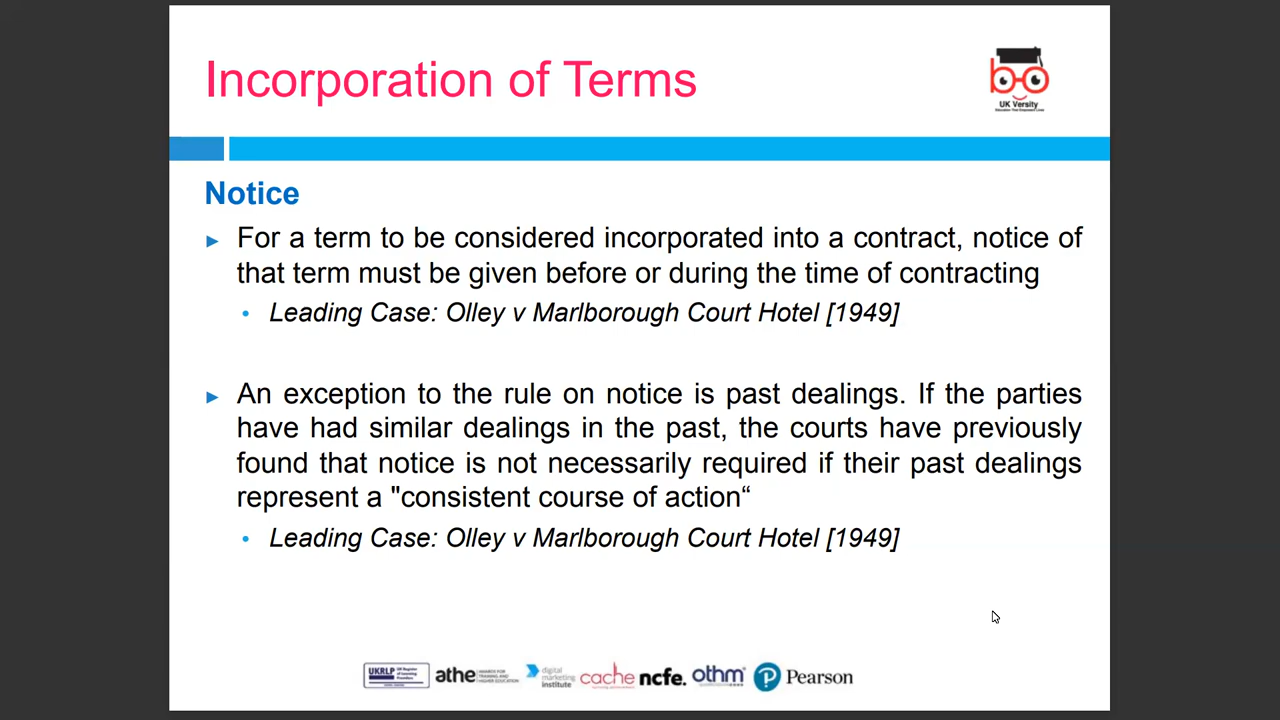 Incorporation of Terms
UK Versity
Notice
For a term to be considered incorporated into a contract, notice of
that term must be given before or during the time of contracting
Leading Case: Olley v Marlborough Court Hotel [1949]
An exception to the rule on notice is past dealings. If the parties
have had similar dealings in the past, the courts have previously
found that notice is not necessarily required if their past dealings
represent a "consistent course of action“
Leading Case: Olley v Marlborough Court Hotel [1949]
UKRLP
athe
digital
marketing
institute
cache
ncfe.
othm
Pearson